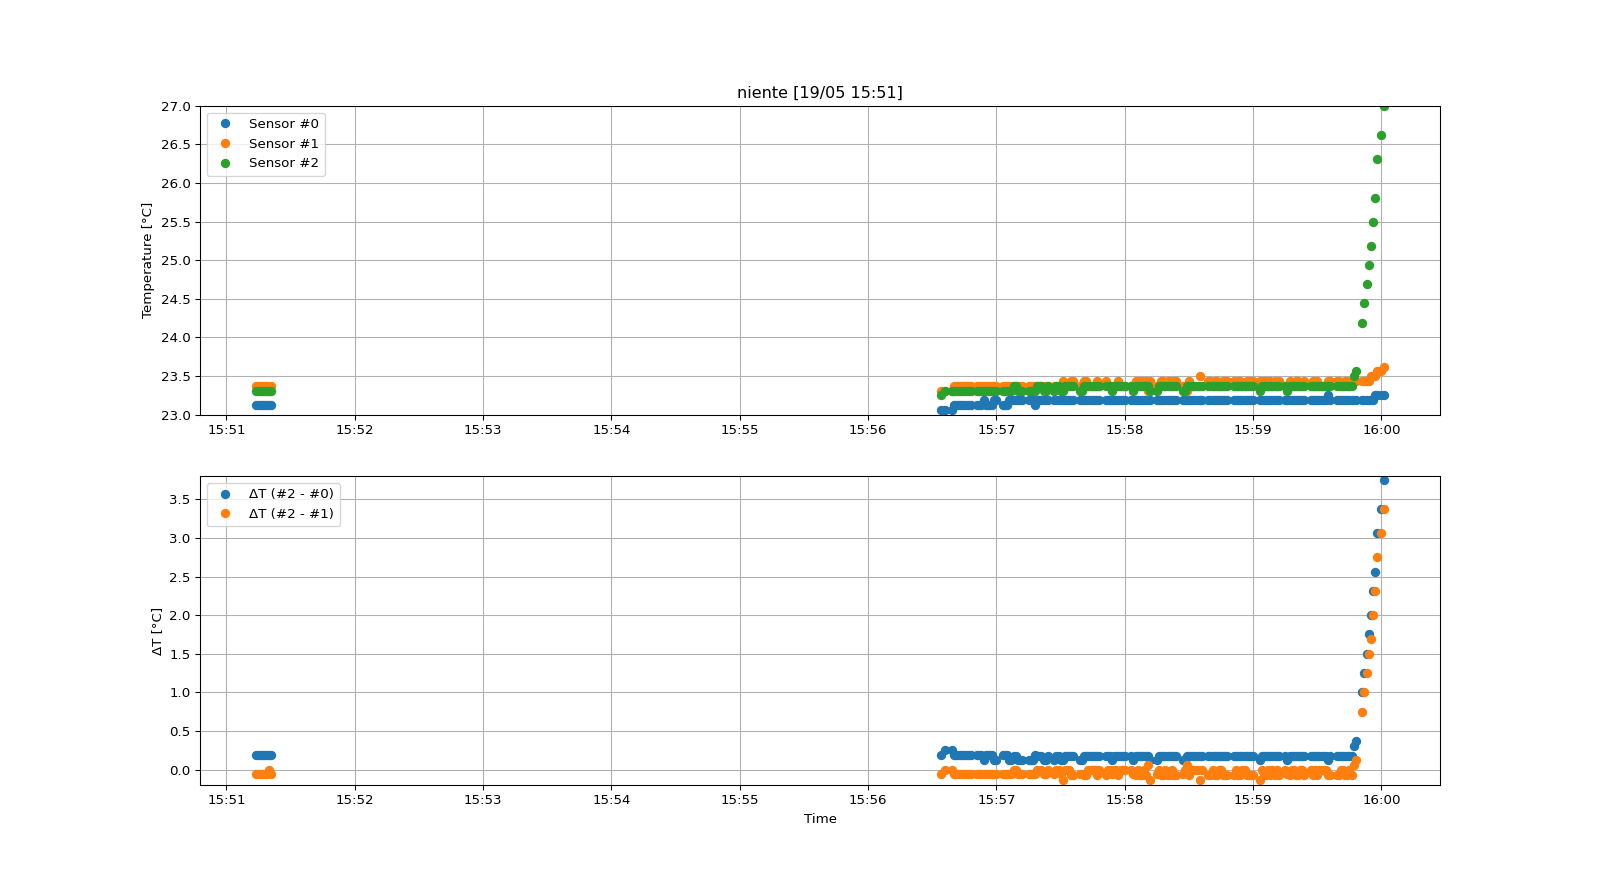 niente [19/05 15:51]
Temperature [°C]
27.0
26.5
26.0
25.5
25.0
24.5
24.0
23.5
23.0
Sensor #0
Sensor #1
Sensor #2
15:51 15:52 15:53 15:54 15:55 15:56 15:57 15:58 15:59 16:00
ΔT [°C]
3.5
3.0
2.5
2.0
1.5
1.0
0.5
0.0
ΔT (#2 - #0)
ΔT (#2 - #1)
15:51 15:52 15:53 15:54 15:55 15:56 15:57 15:58 15:59 16:00
Time